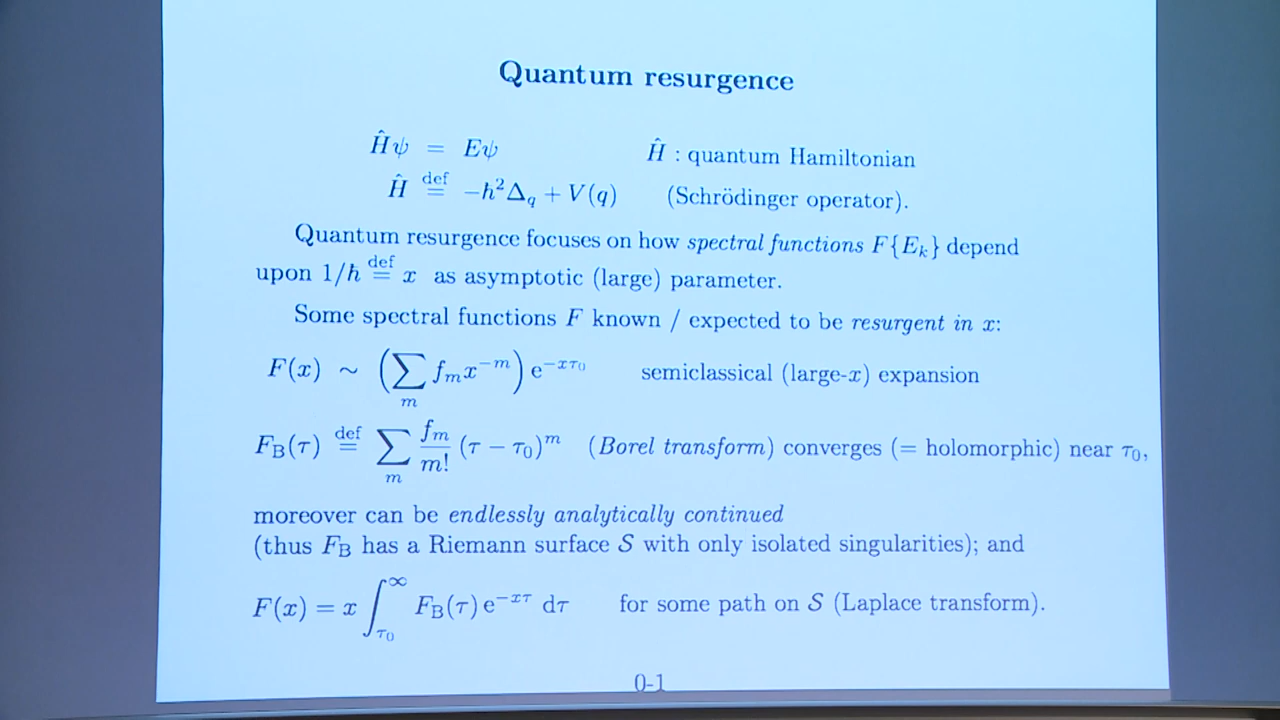 Quantum resurgence
Ĥψ = Eψ Ĥ : quantum Hamiltonian
Ĥ def= −ħ²Δ_q + V(q) (Schrödinger operator).
Quantum resurgence focuses on how spectral functions F{E_k} depend
upon 1/ħ def= x as asymptotic (large) parameter.
Some spectral functions F known / expected to be resurgent in x:
F(x) ∼ (∑_m f_m x^{−m}) e^{−xτ₀} semiclassical (large-x) expansion
F_B(τ) def= ∑_m f_m/m! (τ − τ₀)^m (Borel transform) converges (= holomorphic) near τ₀,
moreover can be endlessly analytically continued
(thus F_B has a Riemann surface 𝒮 with only isolated singularities); and
F(x) = x ∫_{τ₀}^∞ F_B(τ) e^{−xτ} dτ for some path on 𝒮 (Laplace transform).
0-1